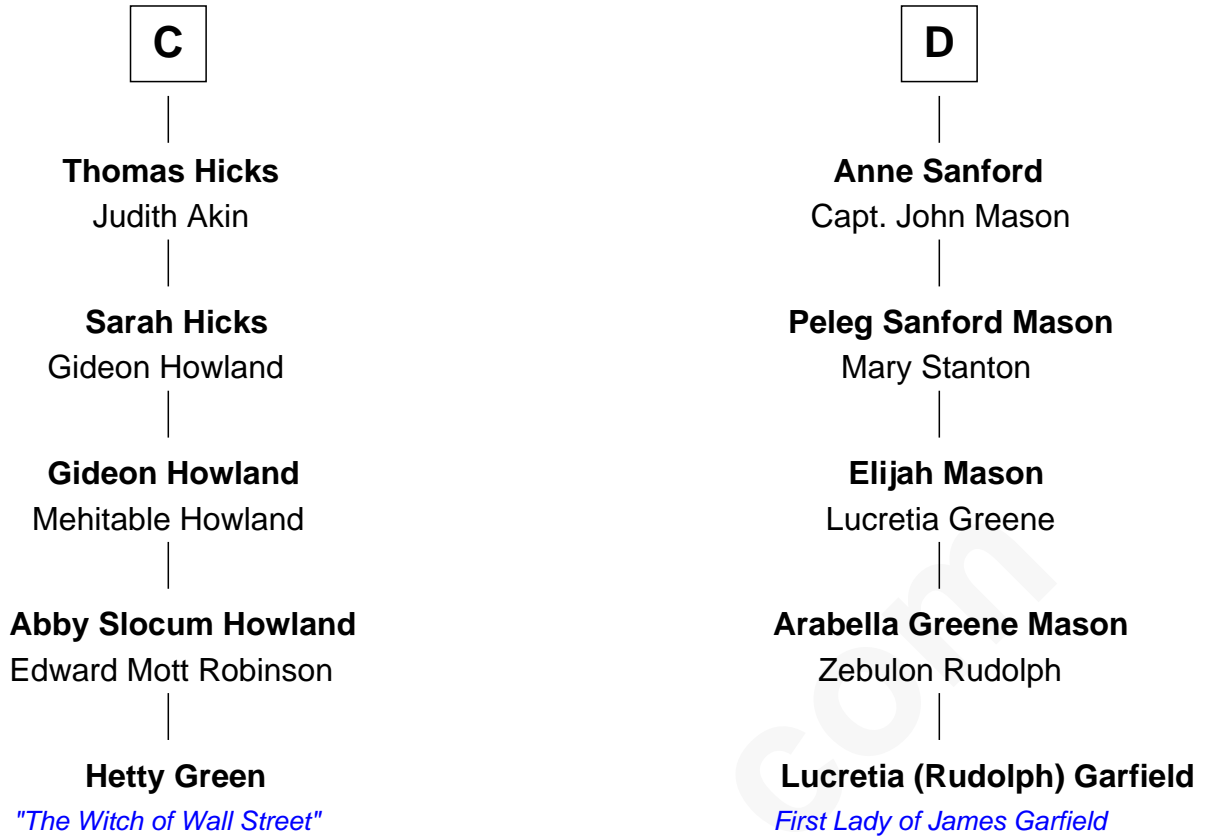 C
Thomas Hicks
Judith Akin
Sarah Hicks
Gideon Howland
Gideon Howland
Mehitable Howland
Abby Slocum Howland
Edward Mott Robinson
Hetty Green
"The Witch of Wall Street"
D
Anne Sanford
Capt. John Mason
Peleg Sanford Mason
Mary Stanton
Elijah Mason
Lucretia Greene
Arabella Greene Mason
Zebulon Rudolph
Lucretia (Rudolph) Garfield
First Lady of James Garfield
com